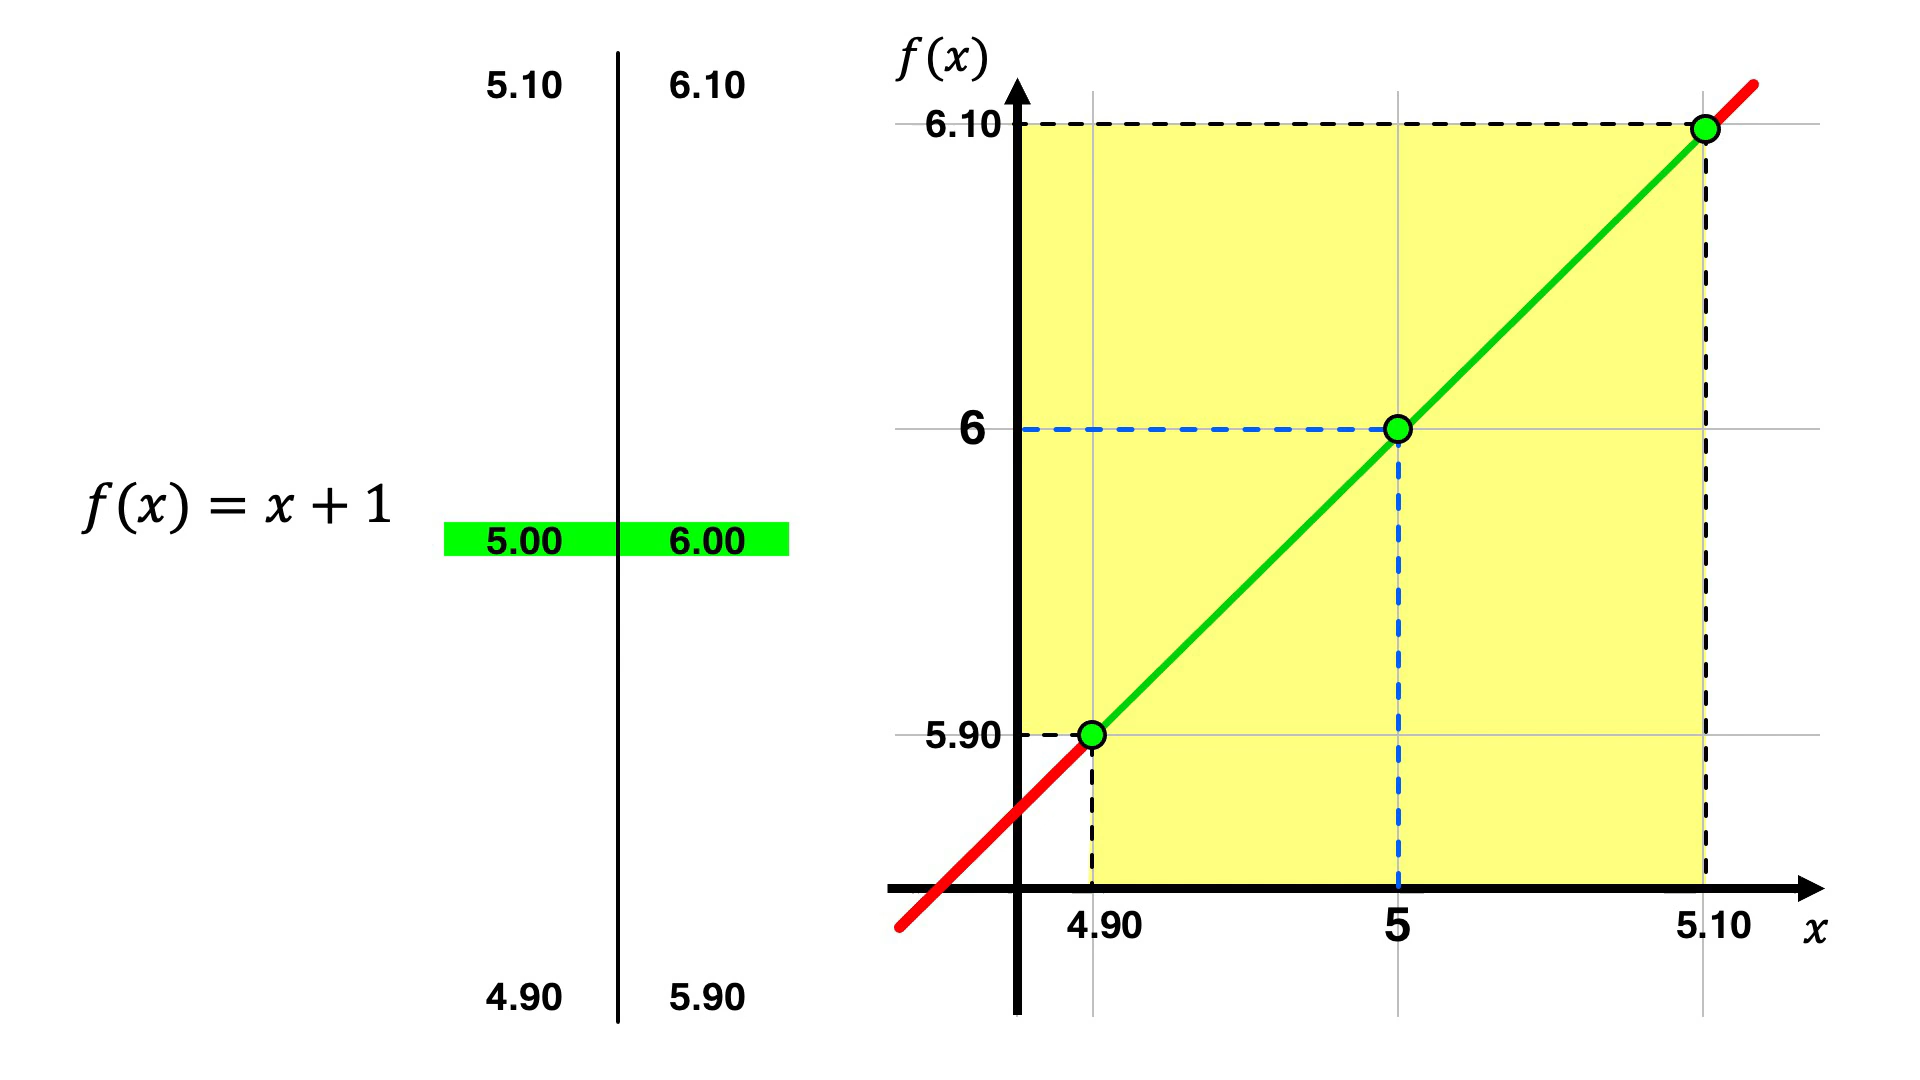 f(x) = x + 1
5.10 6.10
5.00 6.00
4.90 5.90
f(x)
6.10
6
5.90
4.90 5 5.10 x